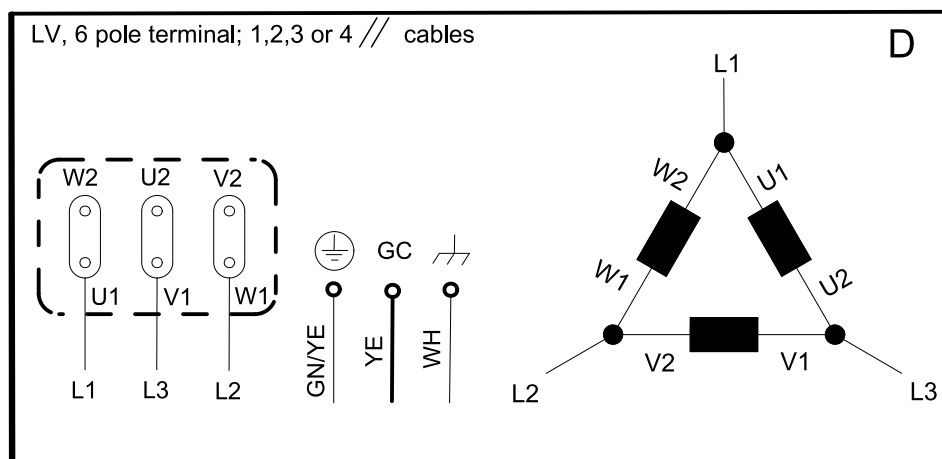 LV, 6 pole terminal; 1,2,3 or 4 // cables
D
L1
W2 U2 V2
U1 V1 W1
L1 L3 L2
GC
GN/YE YE WH
W2 U1
W1 U2
V2 V1
L2 L3